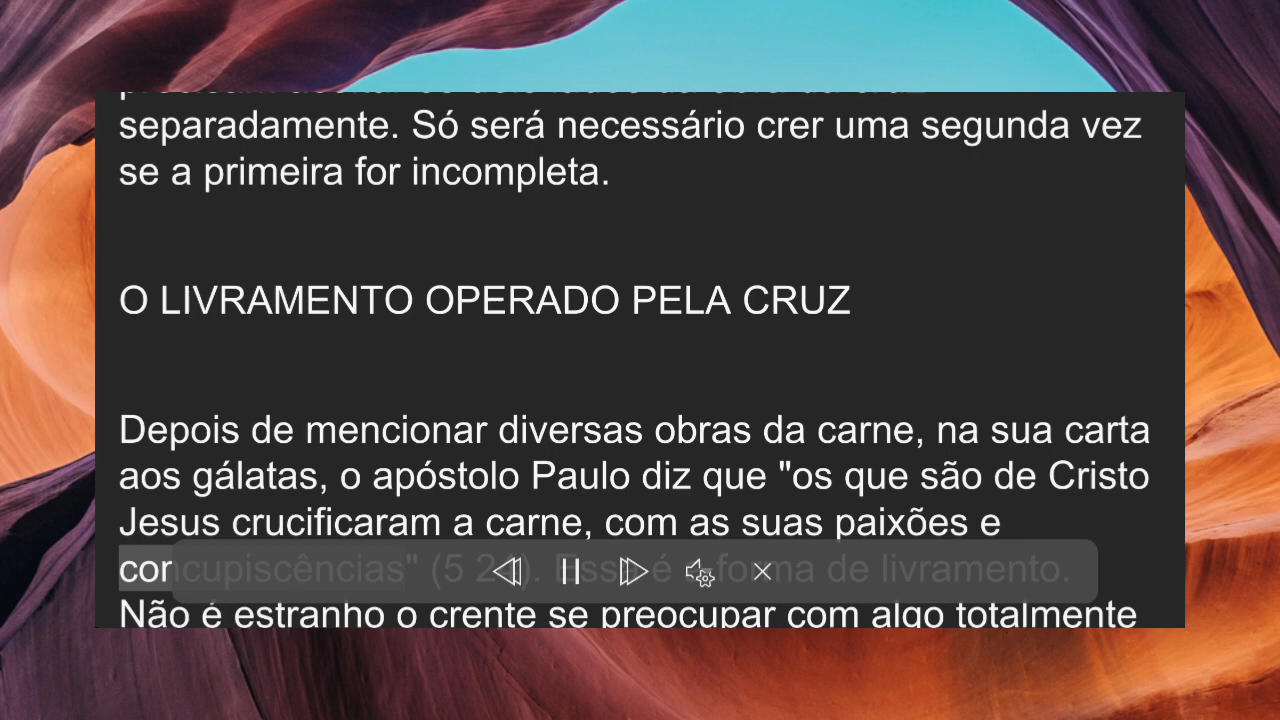 separadamente. Só será necessário crer uma segunda vez
se a primeira for incompleta.
O LIVRAMENTO OPERADO PELA CRUZ
Depois de mencionar diversas obras da carne, na sua carta
aos gálatas, o apóstolo Paulo diz que "os que são de Cristo
Jesus crucificaram a carne, com as suas paixões e
concupiscências" (5 24). Essa é a forma de livramento.
Não é estranho o crente se preocupar com algo totalmente